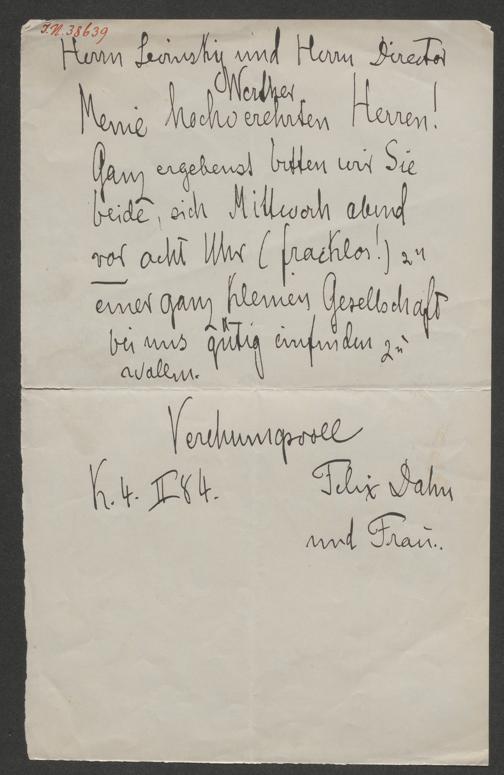 I.N. 38639
Herrn Lewinsky und Herrn Director
Werther
Meine hochverehrten Herren!
Ganz ergebenst bitten wir Sie
beide, sich Mittwoch abend
vor acht Uhr (fracklos!) zu
einer ganz kleinen Gesellschaft
bei uns gütig einfinden zu
wollen.
Verehrungsvoll
K. 4. II 84.
Felix Dahn
und Frau.